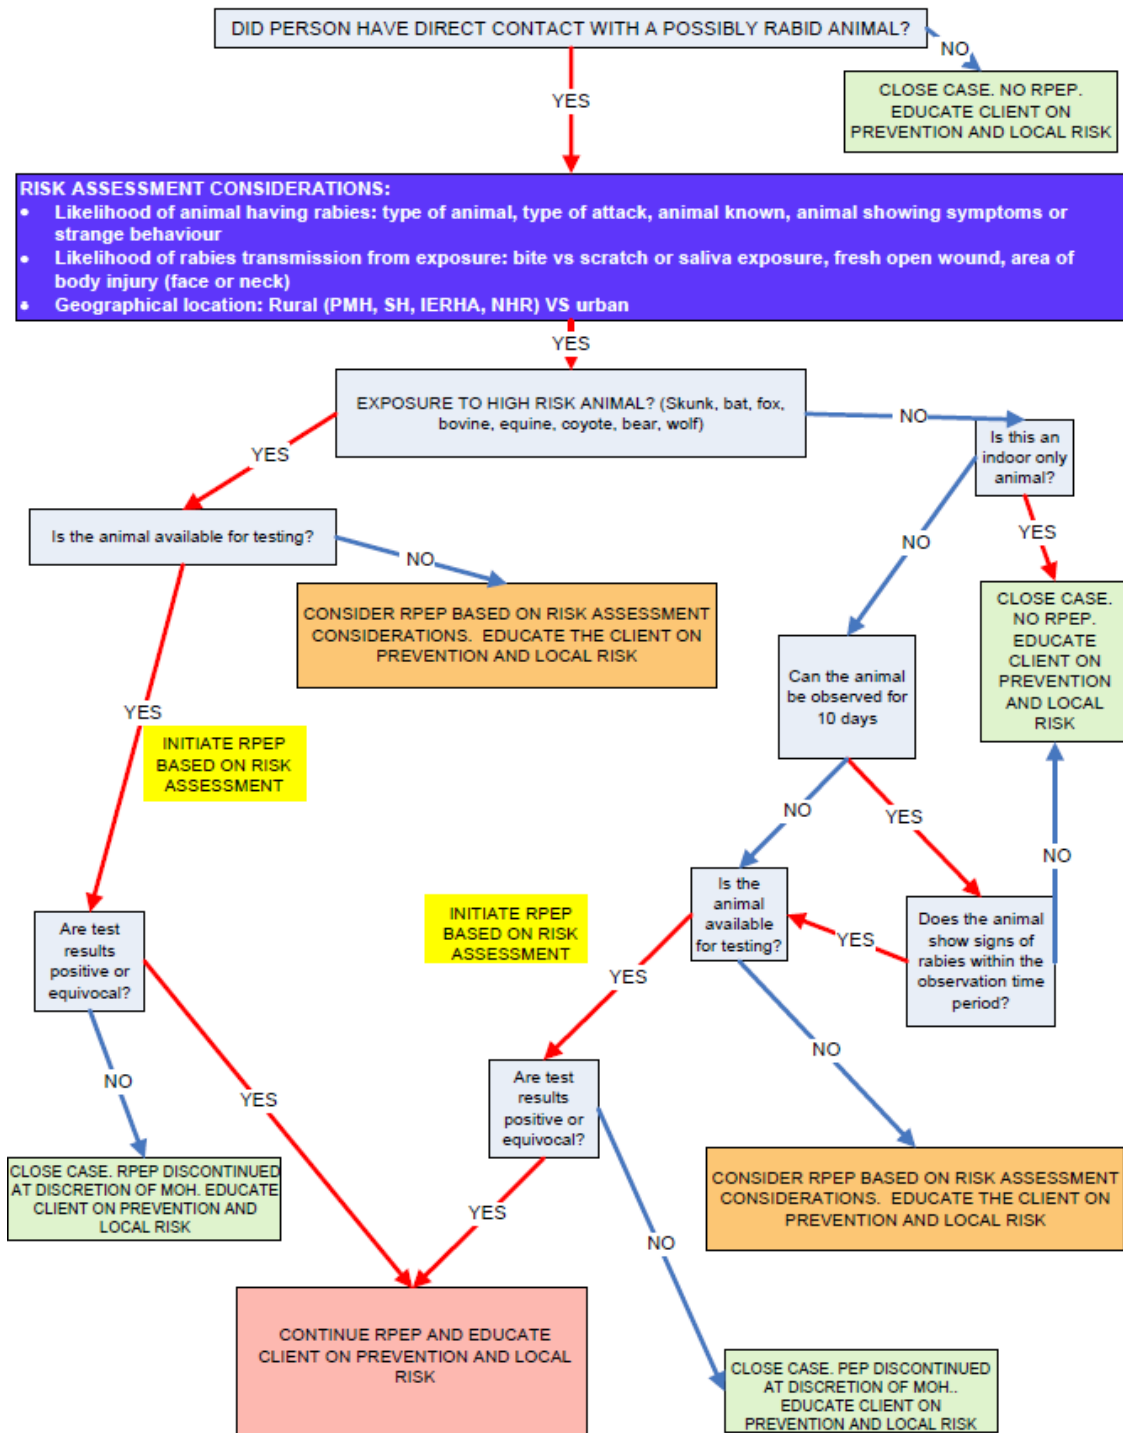 DID PERSON HAVE DIRECT CONTACT WITH A POSSIBLY RABID ANIMAL?
NO
CLOSE CASE. NO RPEP.
EDUCATE CLIENT ON
PREVENTION AND LOCAL RISK
YES
RISK ASSESSMENT CONSIDERATIONS:
• Likelihood of animal having rabies: type of animal, type of attack, animal known, animal showing symptoms or
strange behaviour
• Likelihood of rabies transmission from exposure: bite vs scratch or saliva exposure, fresh open wound, area of
body injury (face or neck)
• Geographical location: Rural (PMH, SH, IERHA, NHR) VS urban
YES
EXPOSURE TO HIGH RISK ANIMAL? (Skunk, bat, fox,
bovine, equine, coyote, bear, wolf)
NO
Is this an
indoor only
animal?
YES
Is the animal available for testing?
NO
YES
NO
CONSIDER RPEP BASED ON RISK ASSESSMENT
CONSIDERATIONS. EDUCATE THE CLIENT ON
PREVENTION AND LOCAL RISK
CLOSE CASE.
NO RPEP.
EDUCATE
CLIENT ON
PREVENTION
AND LOCAL
RISK
Can the animal
be observed for
10 days
YES
INITIATE RPEP
BASED ON RISK
ASSESSMENT
NO
YES
NO
Is the
animal
available
for testing?
INITIATE RPEP
BASED ON RISK
ASSESSMENT
YES
Does the animal
show signs of
rabies within the
observation time
period?
Are test
results
positive or
equivocal?
YES
NO
NO
YES
Are test
results
positive or
equivocal?
CLOSE CASE. RPEP DISCONTINUED
AT DISCRETION OF MOH. EDUCATE
CLIENT ON PREVENTION AND
LOCAL RISK
CONSIDER RPEP BASED ON RISK ASSESSMENT
CONSIDERATIONS. EDUCATE THE CLIENT ON
PREVENTION AND LOCAL RISK
YES
NO
CONTINUE RPEP AND EDUCATE
CLIENT ON PREVENTION AND LOCAL
RISK
CLOSE CASE. PEP DISCONTINUED
AT DISCRETION OF MOH..
EDUCATE CLIENT ON
PREVENTION AND LOCAL RISK